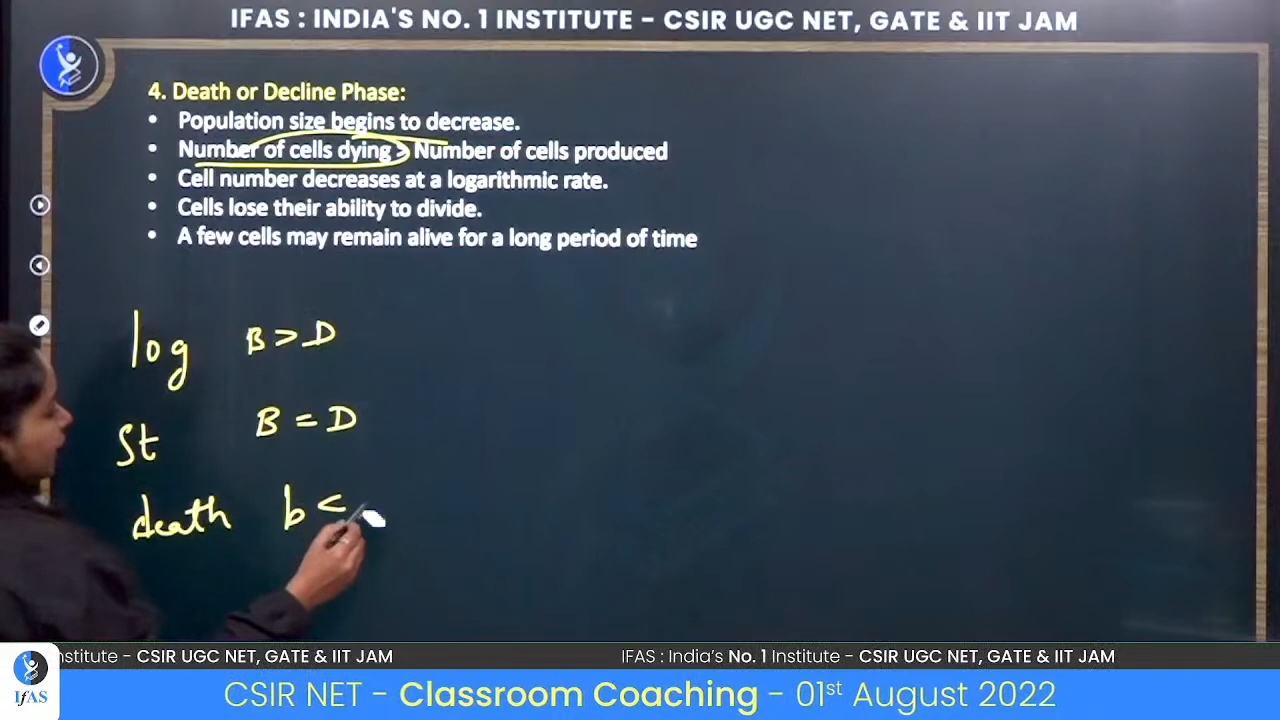 IFAS : INDIA'S NO. 1 INSTITUTE - CSIR UGC NET, GATE & IIT JAM
4. Death or Decline Phase:
• Population size begins to decrease.
• Number of cells dying > Number of cells produced
• Cell number decreases at a logarithmic rate.
• Cells lose their ability to divide.
• A few cells may remain alive for a long period of time
log B > D
St B = D
death b <
nstitute - CSIR UGC NET, GATE & IIT JAM IFAS : India's No. 1 Institute - CSIR UGC NET, GATE & IIT JAM
IfAS
CSIR NET - Classroom Coaching - 01st August 2022